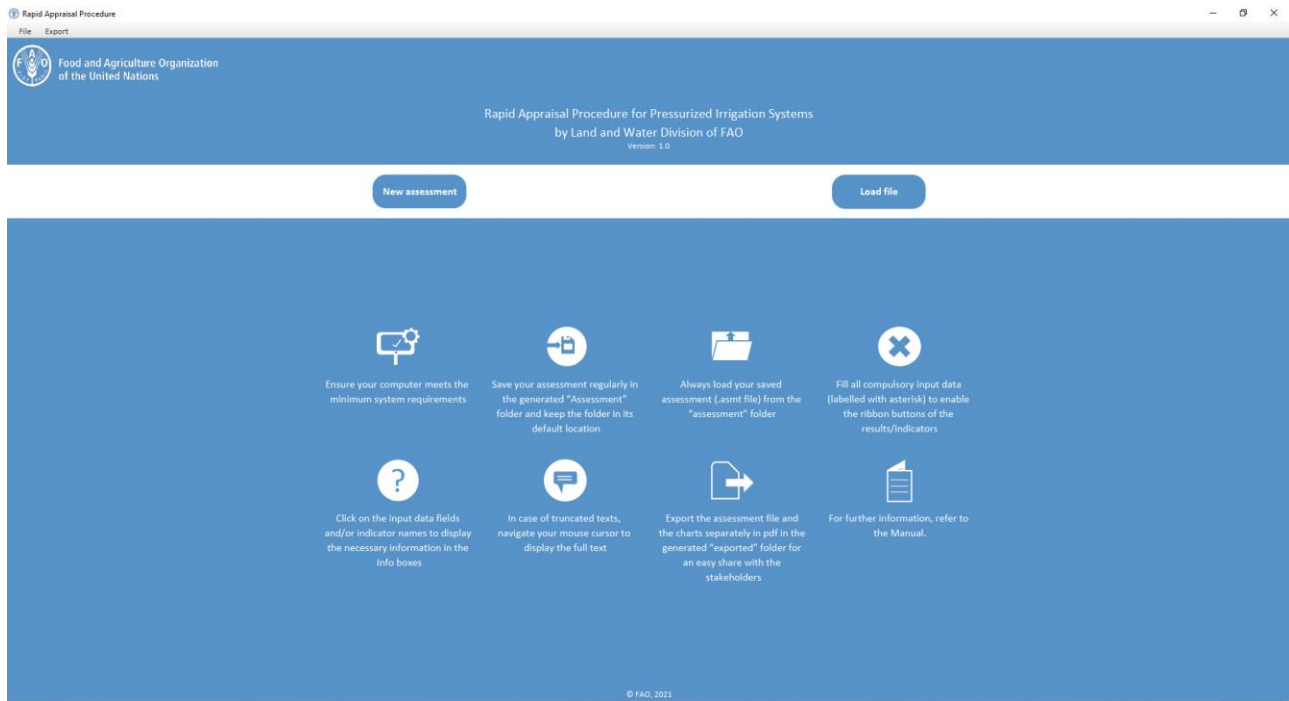 Rapid Appraisal Procedure
File Export
FAO
Food and Agriculture Organization
of the United Nations
Rapid Appraisal Procedure for Pressurized Irrigation Systems
by Land and Water Division of FAO
Version: 1.0
New assessment
Load file
Ensure your computer meets the
minimum system requirements
Save your assessment regularly in
the generated "Assessment"
folder and keep the folder in its
default location
Always load your saved
assessment (.asmt file) from the
"assessment" folder
Fill all compulsory input data
(labelled with asterisk) to enable
the ribbon buttons of the
results/indicators
?
Click on the input data fields
and/or indicator names to display
the necessary information in the
Info boxes
In case of truncated texts,
navigate your mouse cursor to
display the full text
Export the assessment file and
the charts separately in pdf in the
generated "exported" folder for
an easy share with the
stakeholders
For further information, refer to
the Manual.
© FAO, 2021